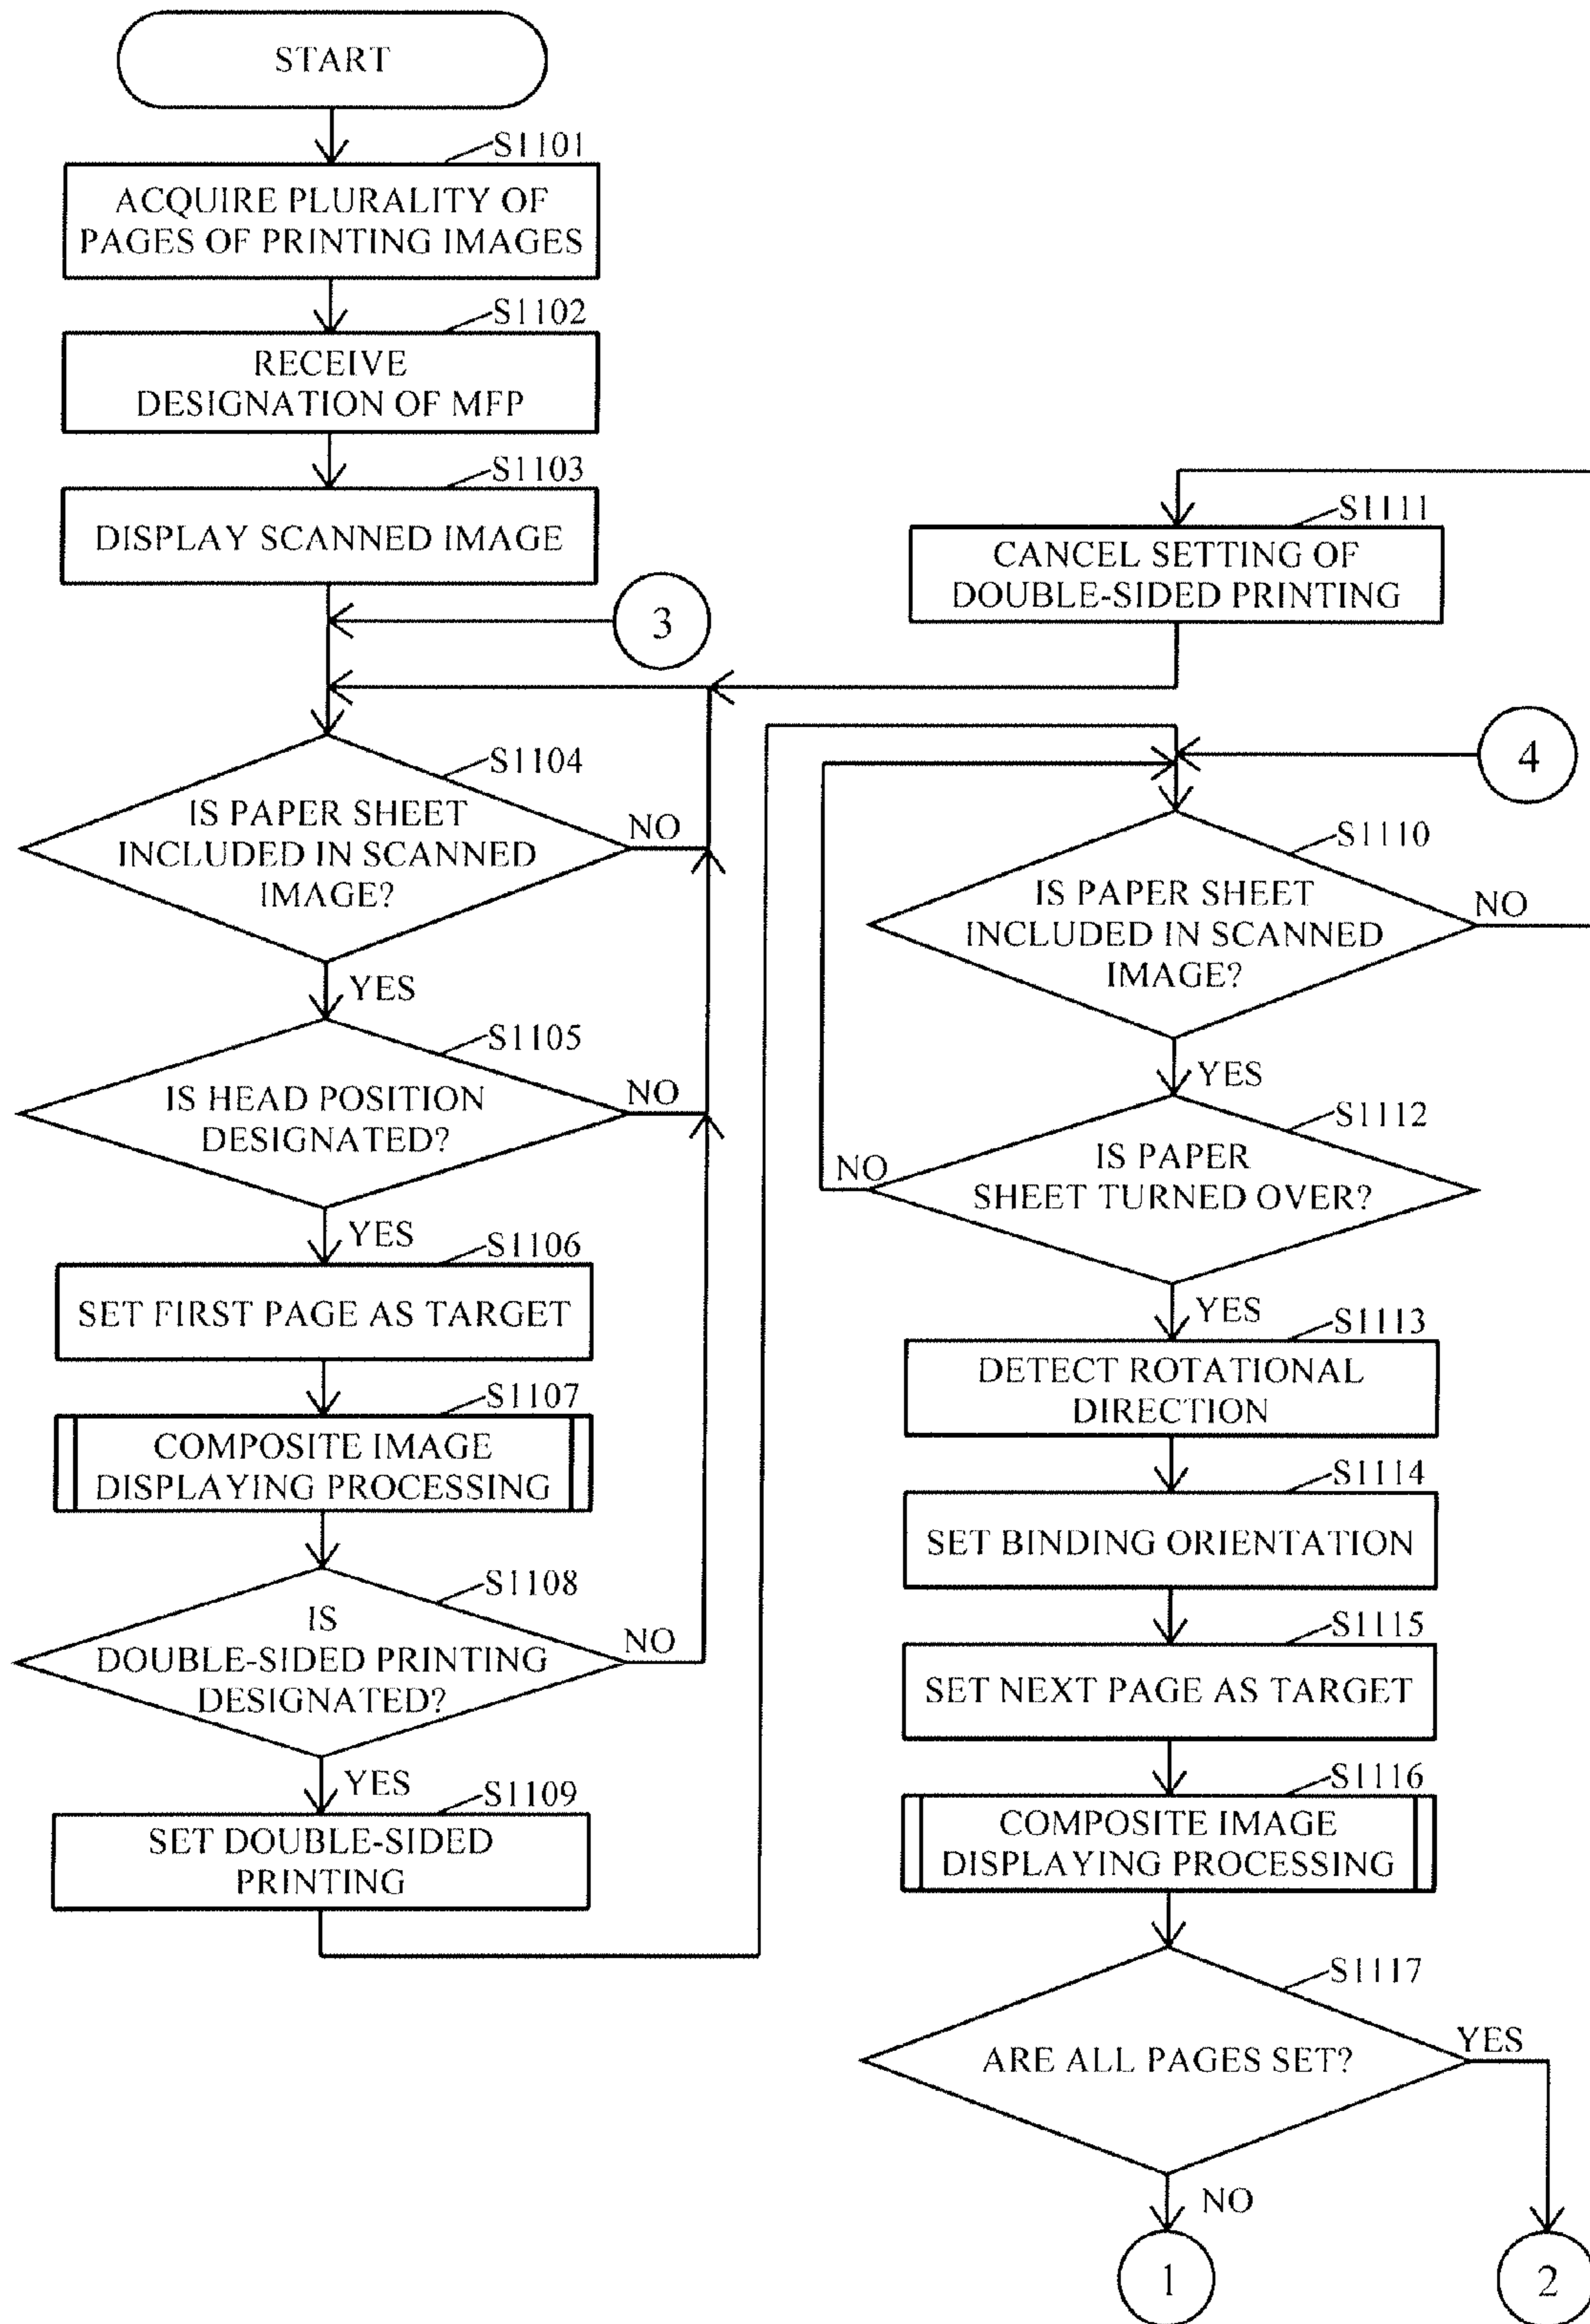 START
S1101
ACQUIRE PLURALITY OF
PAGES OF PRINTING IMAGES
S1102
RECEIVE
DESIGNATION OF MFP
S1103
DISPLAY SCANNED IMAGE
3
S1104
IS PAPER SHEET
INCLUDED IN SCANNED
IMAGE?
NO
YES
S1105
IS HEAD POSITION
DESIGNATED?
NO
YES
S1106
SET FIRST PAGE AS TARGET
S1107
COMPOSITE IMAGE
DISPLAYING PROCESSING
S1108
IS
DOUBLE-SIDED PRINTING
DESIGNATED?
NO
YES
S1109
SET DOUBLE-SIDED
PRINTING
S1111
CANCEL SETTING OF
DOUBLE-SIDED PRINTING
4
S1110
IS PAPER SHEET
INCLUDED IN SCANNED
IMAGE?
NO
YES
S1112
IS PAPER
SHEET TURNED OVER?
NO
YES
S1113
DETECT ROTATIONAL
DIRECTION
S1114
SET BINDING ORIENTATION
S1115
SET NEXT PAGE AS TARGET
S1116
COMPOSITE IMAGE
DISPLAYING PROCESSING
S1117
ARE ALL PAGES SET?
YES
NO
1
2